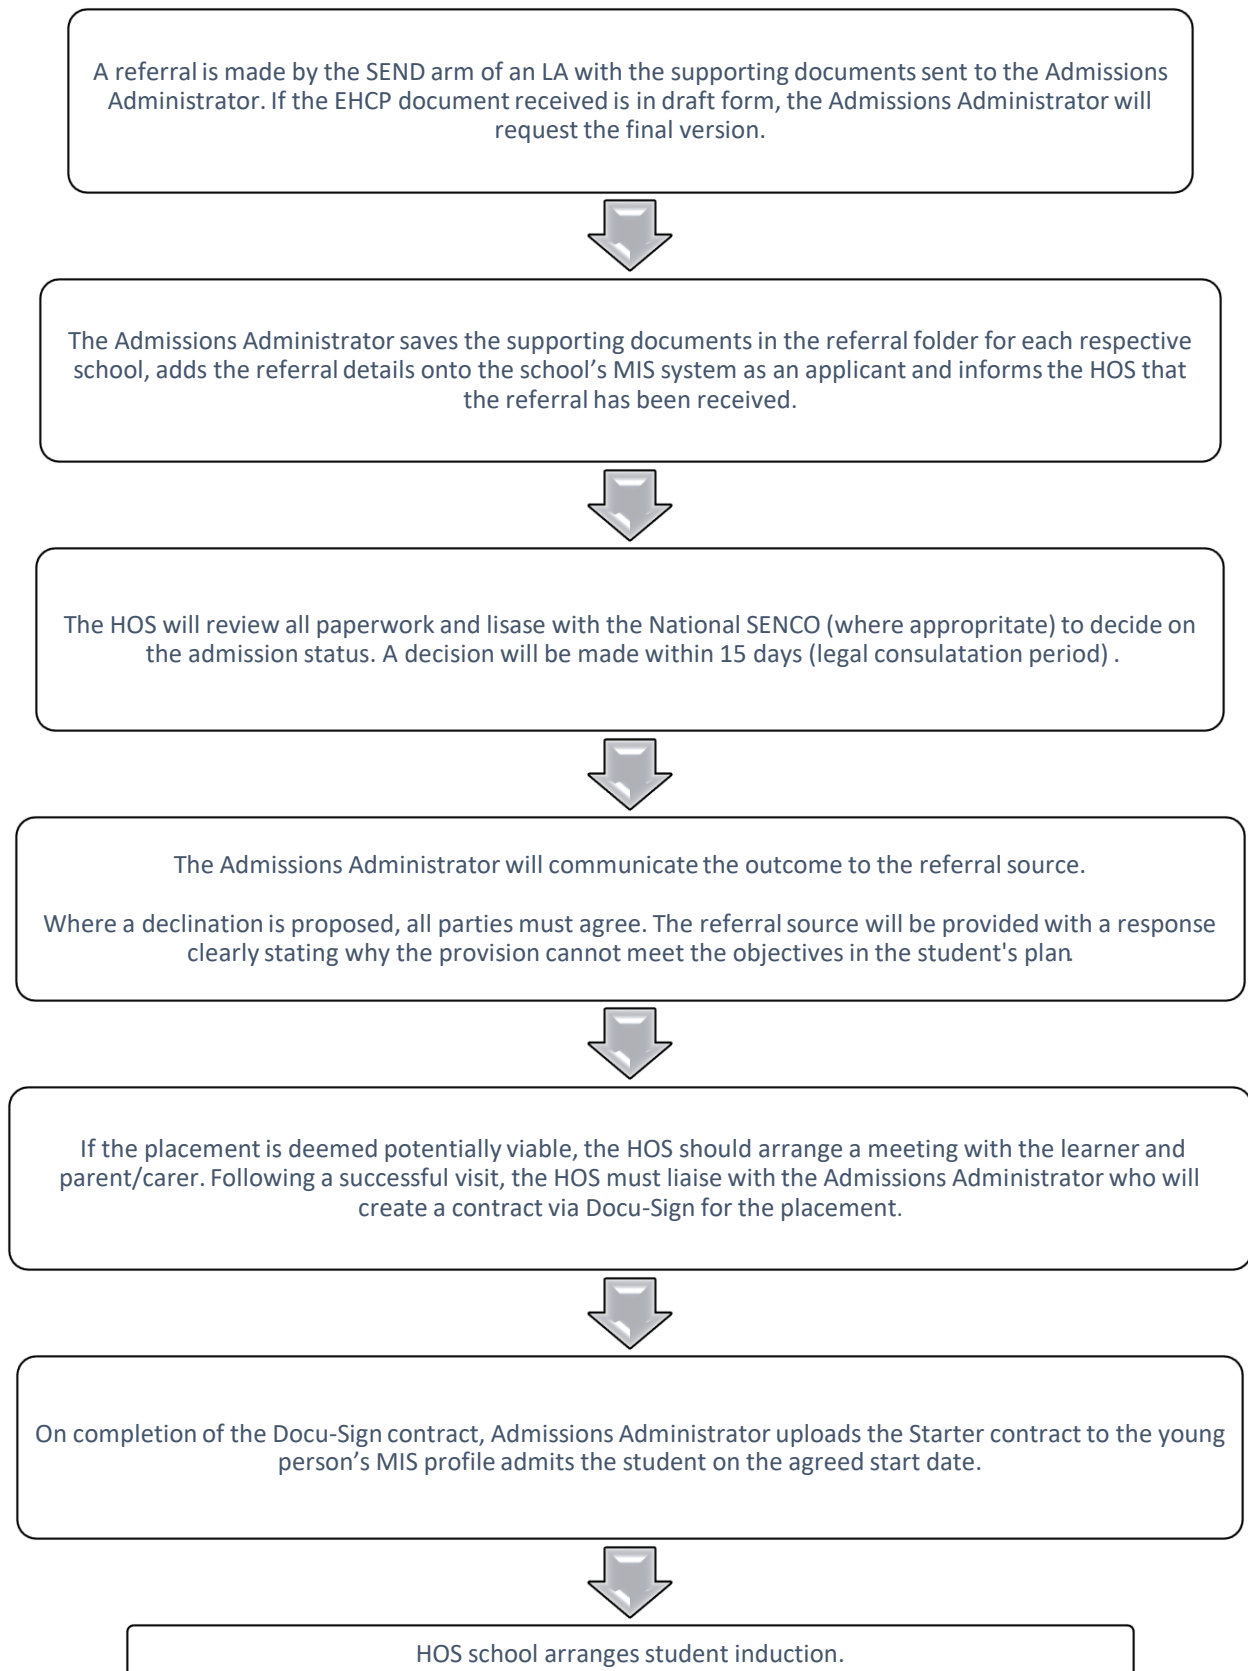 A referral is made by the SEND arm of an LA with the supporting documents sent to the Admissions
Administrator. If the EHCP document received is in draft form, the Admissions Administrator will
request the final version.
The Admissions Administrator saves the supporting documents in the referral folder for each respective
school, adds the referral details onto the school's MIS system as an applicant and informs the HOS that
the referral has been received.
The HOS will review all paperwork and lisase with the National SENCO (where appropritate) to decide on
the admission status. A decision will be made within 15 days (legal consulatation period) .
The Admissions Administrator will communicate the outcome to the referral source.
Where a declination is proposed, all parties must agree. The referral source will be provided with a response
clearly stating why the provision cannot meet the objectives in the student's plan.
If the placement is deemed potentially viable, the HOS should arrange a meeting with the learner and
parent/carer. Following a successful visit, the HOS must liaise with the Admissions Administrator who will
create a contract via Docu-Sign for the placement.
On completion of the Docu-Sign contract, Admissions Administrator uploads the Starter contract to the young
person's MIS profile admits the student on the agreed start date.
HOS school arranges student induction.